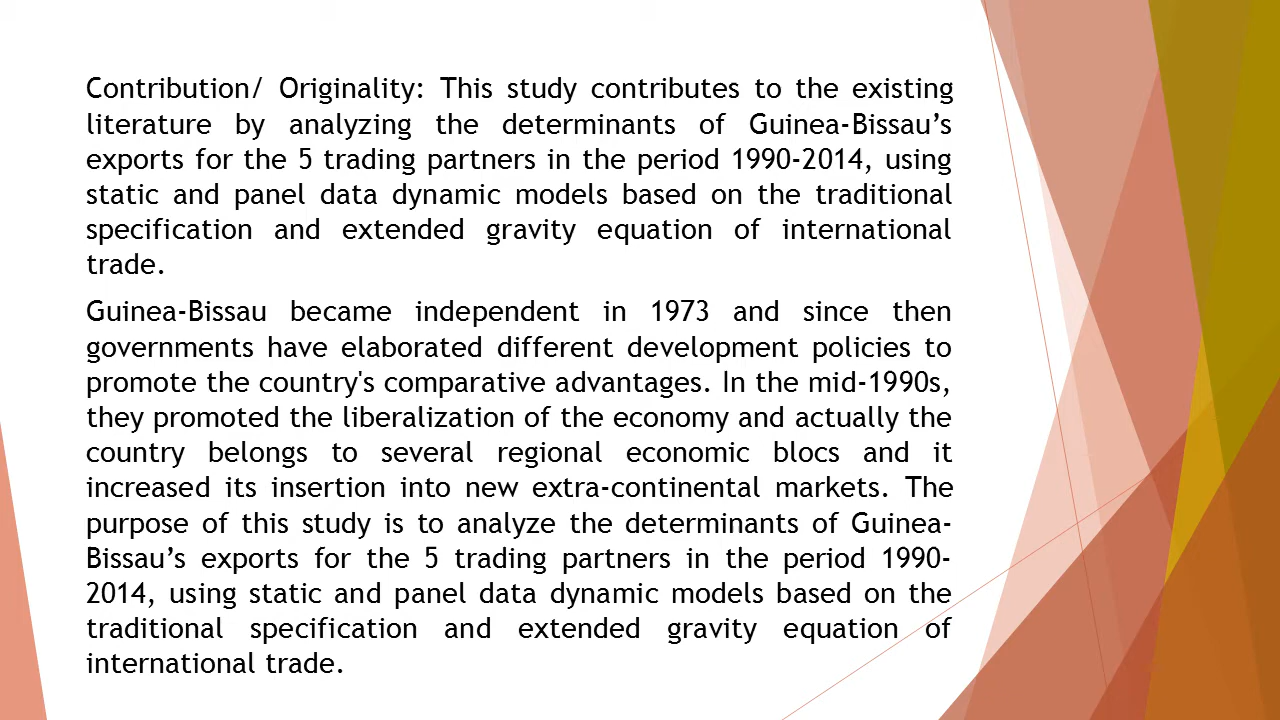 Contribution/ Originality: This study contributes to the existing
literature by analyzing the determinants of Guinea-Bissau’s
exports for the 5 trading partners in the period 1990-2014, using
static and panel data dynamic models based on the traditional
specification and extended gravity equation of international
trade.
Guinea-Bissau became independent in 1973 and since then
governments have elaborated different development policies to
promote the country's comparative advantages. In the mid-1990s,
they promoted the liberalization of the economy and actually the
country belongs to several regional economic blocs and it
increased its insertion into new extra-continental markets. The
purpose of this study is to analyze the determinants of Guinea-
Bissau’s exports for the 5 trading partners in the period 1990-
2014, using static and panel data dynamic models based on the
traditional specification and extended gravity equation of
international trade.